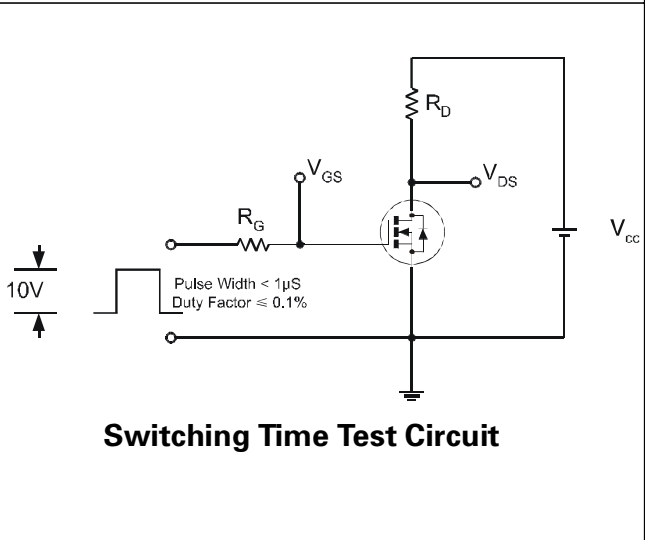 R_D
V_GS
V_DS
R_G
V_cc
10V
Pulse Width < 1µS
Duty Factor ≤ 0.1%
Switching Time Test Circuit